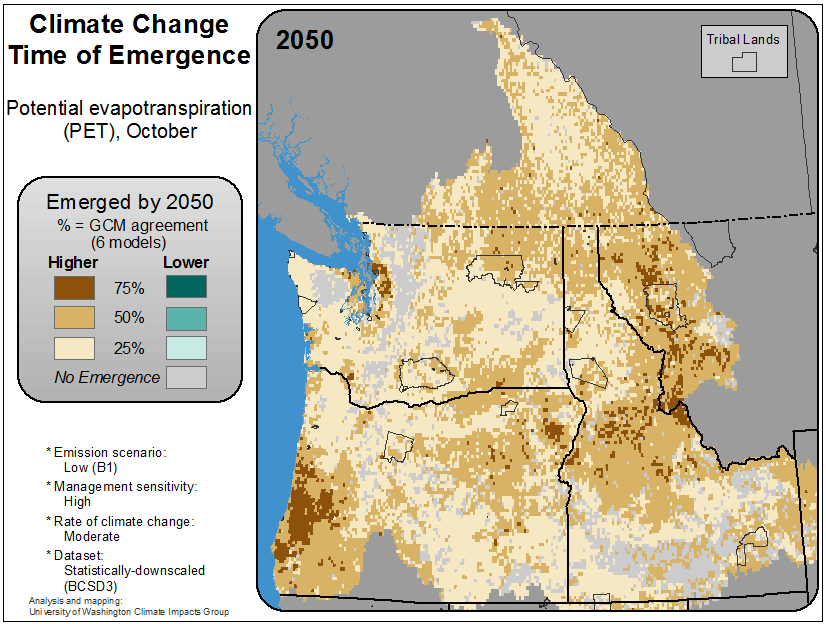 Climate Change
Time of Emergence
Potential evapotranspiration
(PET), October
Emerged by 2050
% = GCM agreement
(6 models)
Higher Lower
75%
50%
25%
No Emergence
* Emission scenario:
Low (B1)
* Management sensitivity:
High
* Rate of climate change:
Moderate
* Dataset:
Statistically-downscaled
(BCSD3)
Analysis and mapping:
University of Washington Climate Impacts Group
2050
Tribal Lands